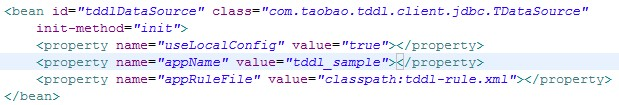 <bean id="tddlDataSource" class="com.taobao.tddl.client.jdbc.TDataSource"
init-method="init">
<property name="useLocalConfig" value="true"></property>
<property name="appName" value="tddl_sample"></property>
<property name="appRuleFile" value="classpath:tddl-rule.xml"></property>
</bean>